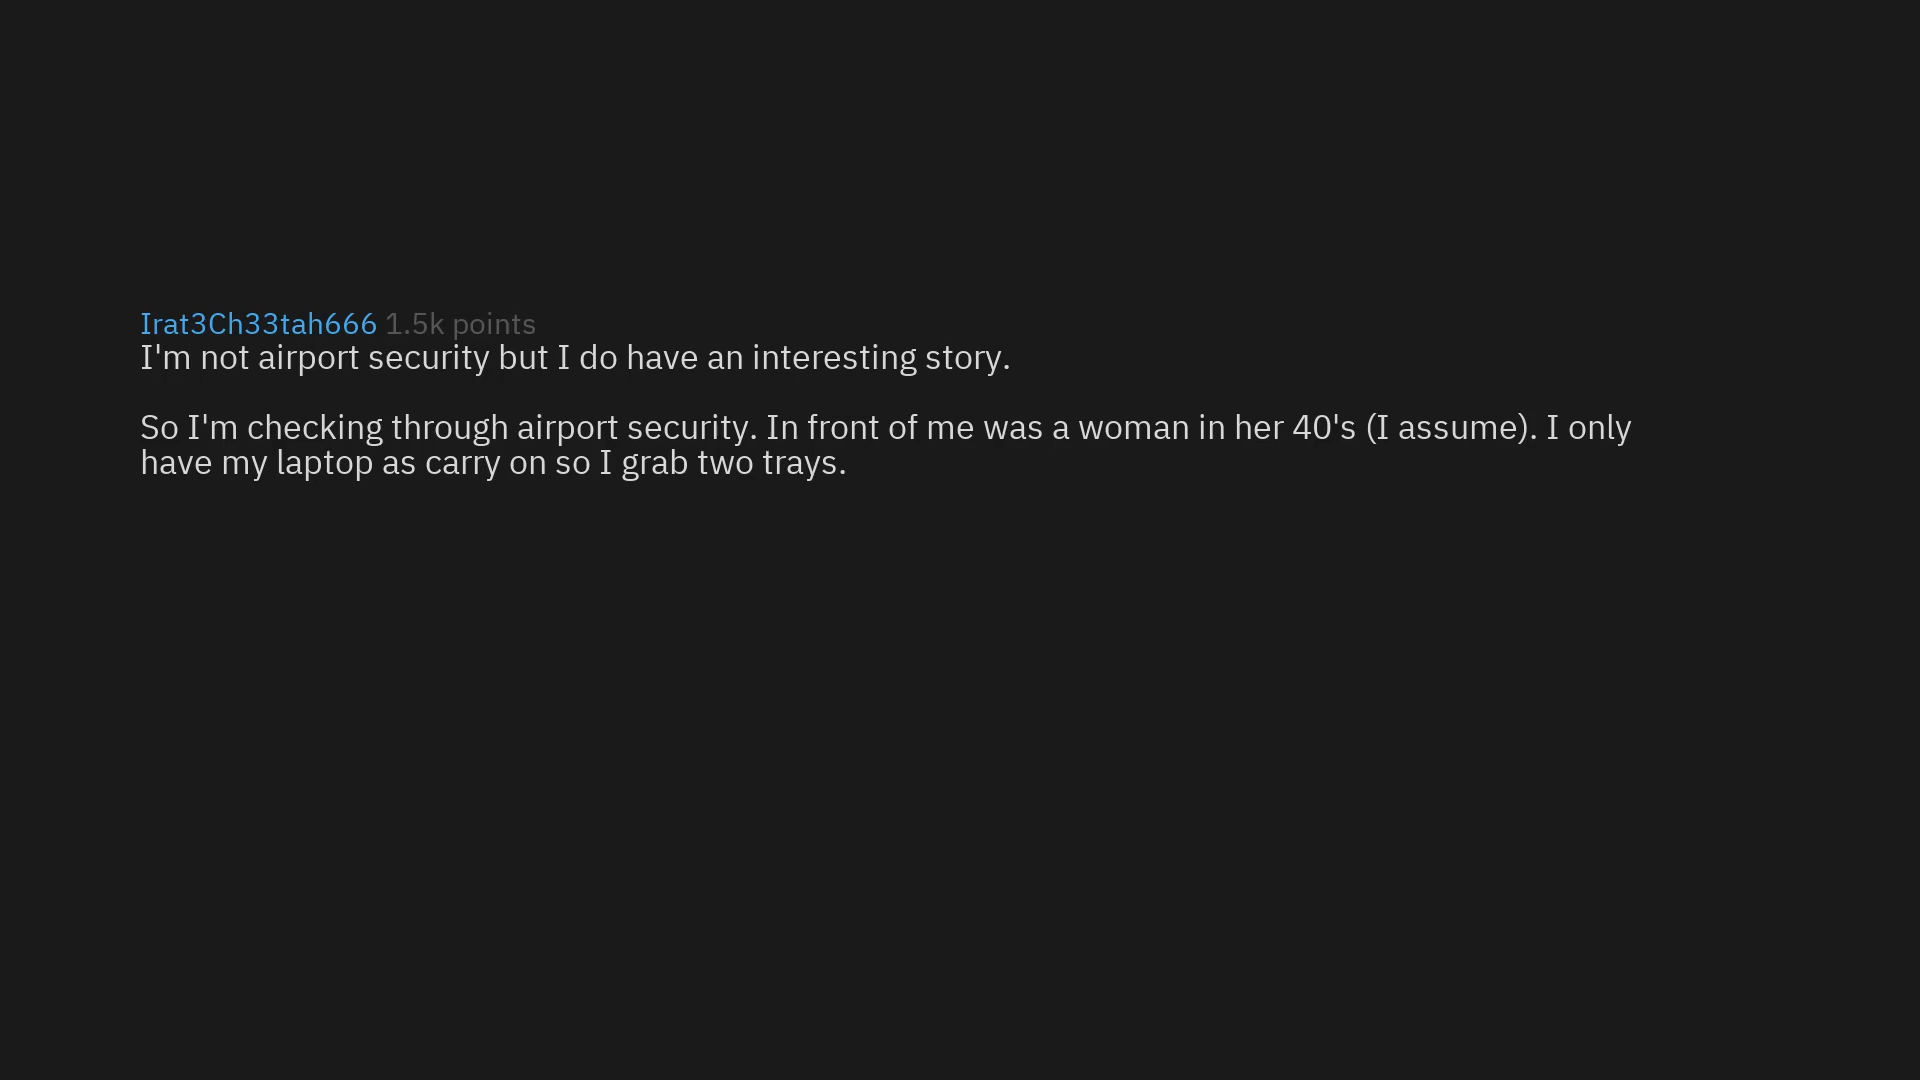 Irat3Ch33tah666 1.5k points
I'm not airport security but I do have an interesting story.
So I'm checking through airport security. In front of me was a woman in her 40's (I assume). I only
have my laptop as carry on so I grab two trays.